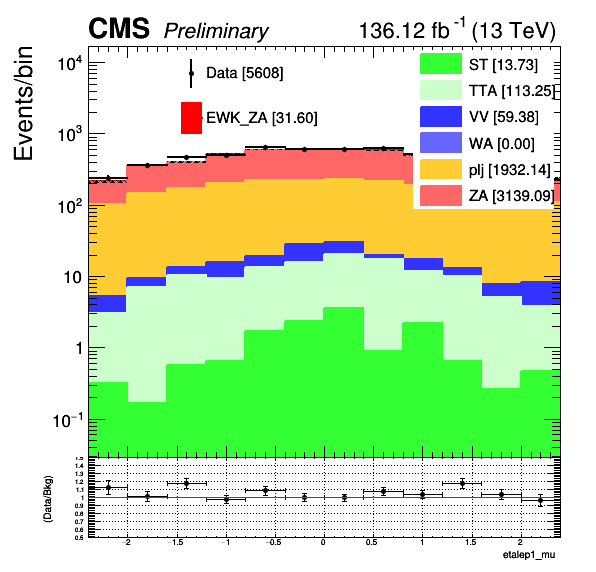 CMS Preliminary 136.12 fb⁻¹ (13 TeV)
Events/bin
10⁴
10³
10²
10
1
10⁻¹
Data [5608]
EWK_ZA [31.60]
ST [13.73]
TTA [113.25]
VV [59.38]
WA [0.00]
plj [1932.14]
ZA [3139.09]
(Data/Bkg)
1.5
1.4
1.3
1.2
1.1
1
0.9
0.8
0.7
0.6
0.5
−2 −1.5 −1 −0.5 0 0.5 1 1.5 2
etalep1_mu